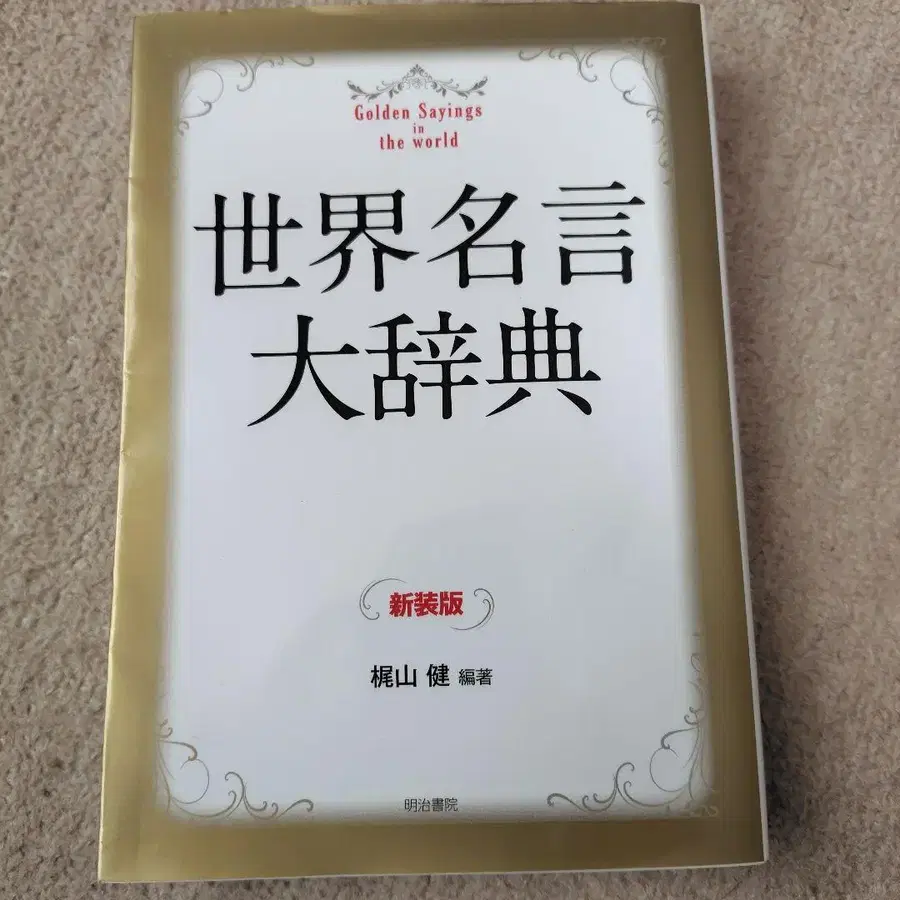 Golden Sayings
in
the world
世界名言
大辞典
新装版
梶山 健 編著
明治書院